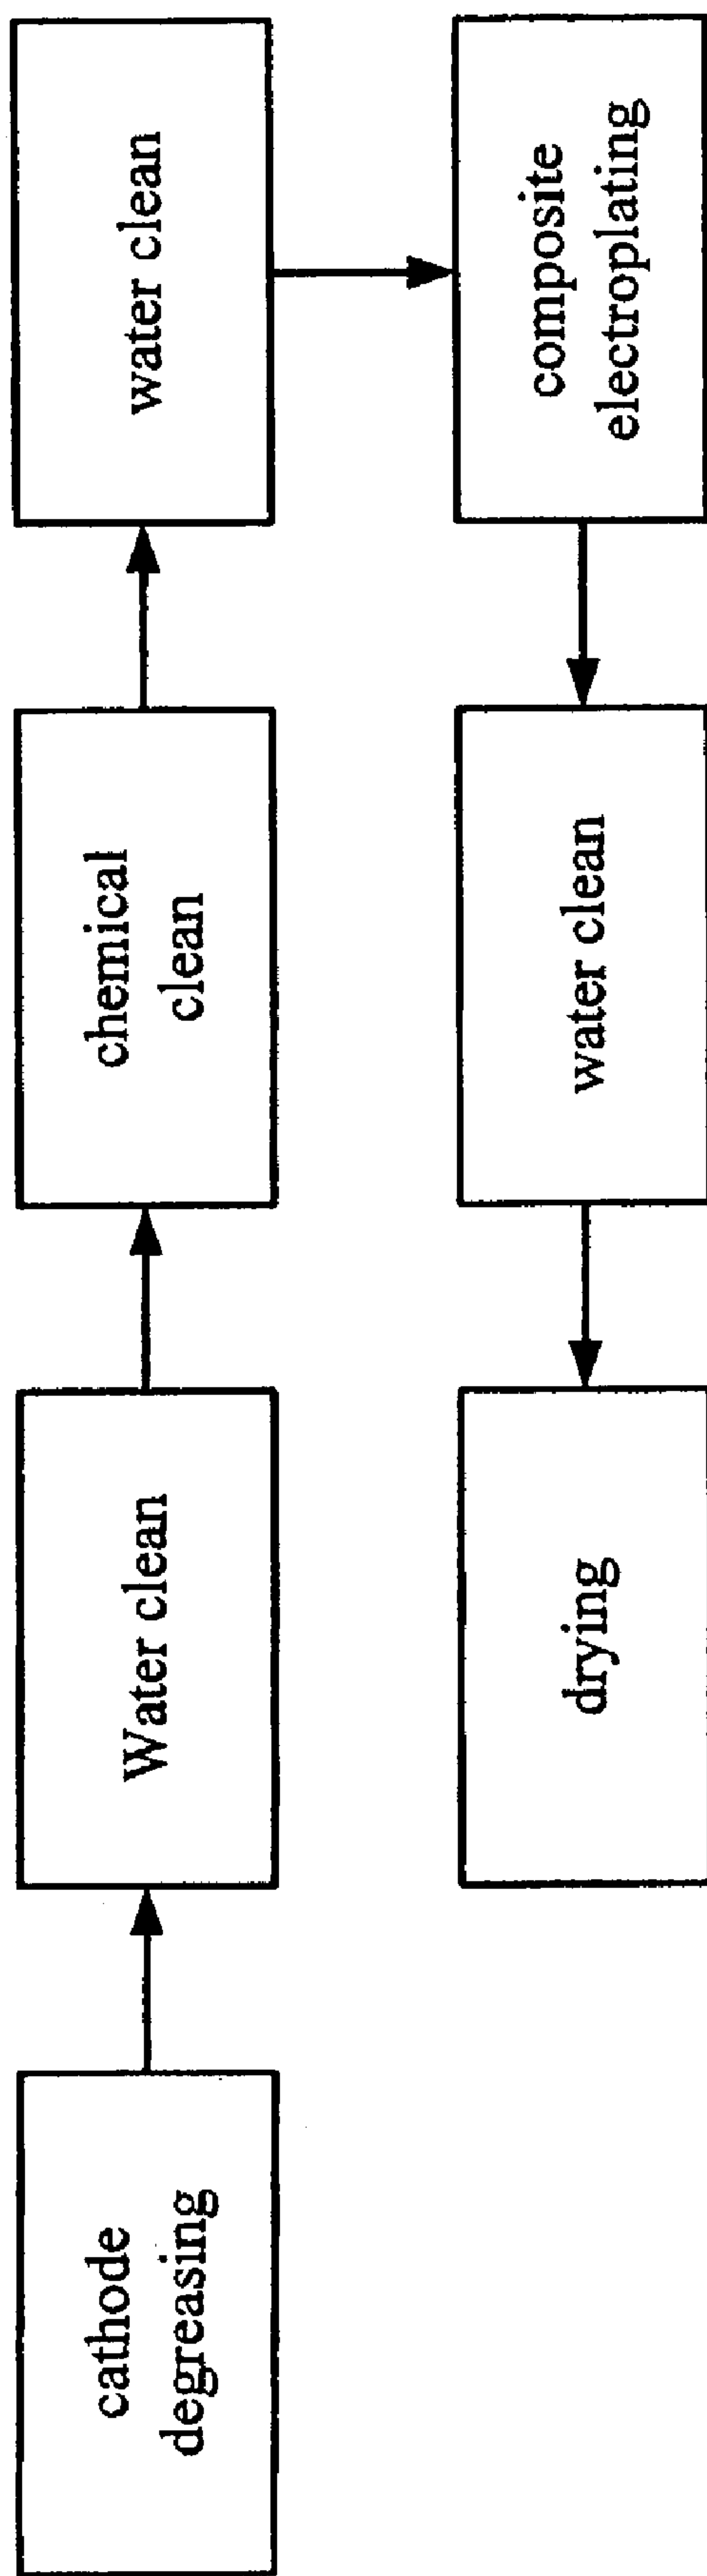 cathode
degreasing
Water clean
chemical
clean
water clean
composite
electroplating
water clean
drying